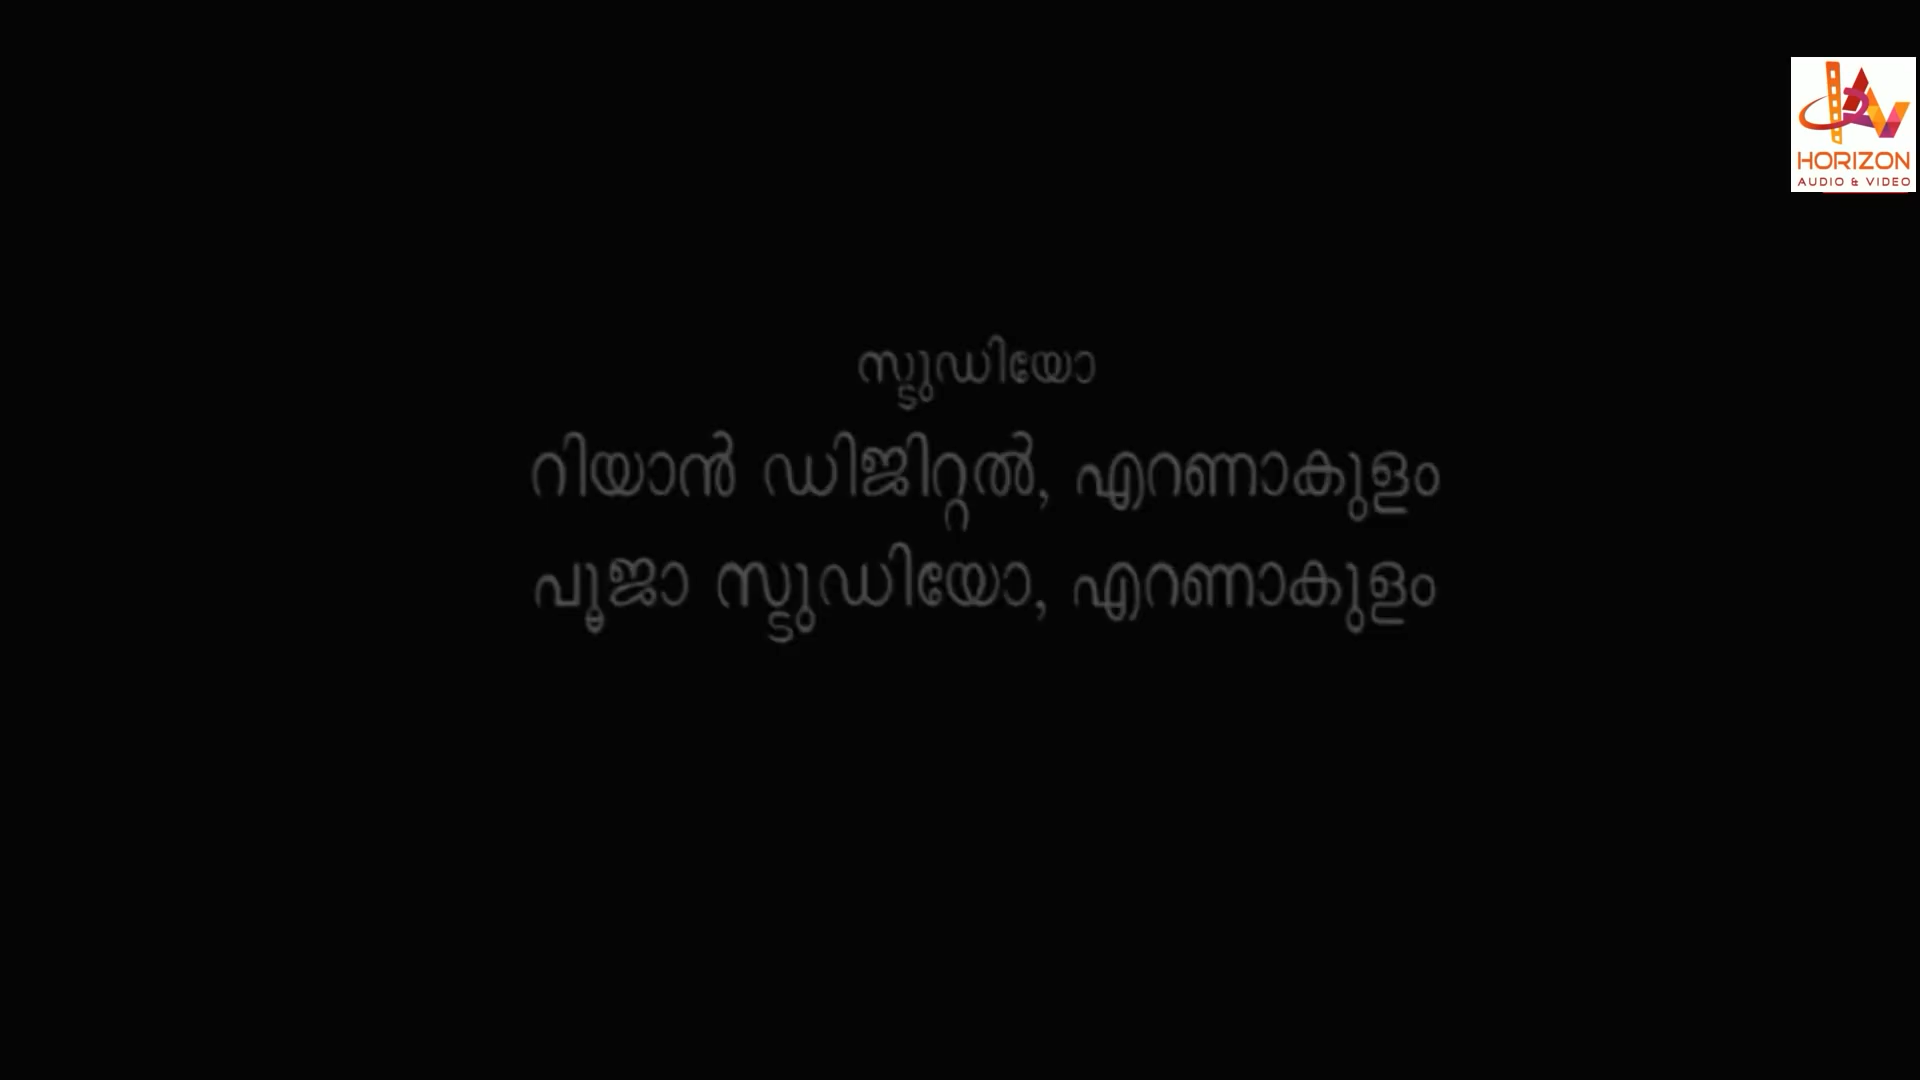 HORIZON
AUDIO & VIDEO
സ്റ്റുഡിയോ
റിയാൻ ഡിജിറ്റൽ, എറണാകുളം
പൂജാ സ്റ്റുഡിയോ, എറണാകുളം